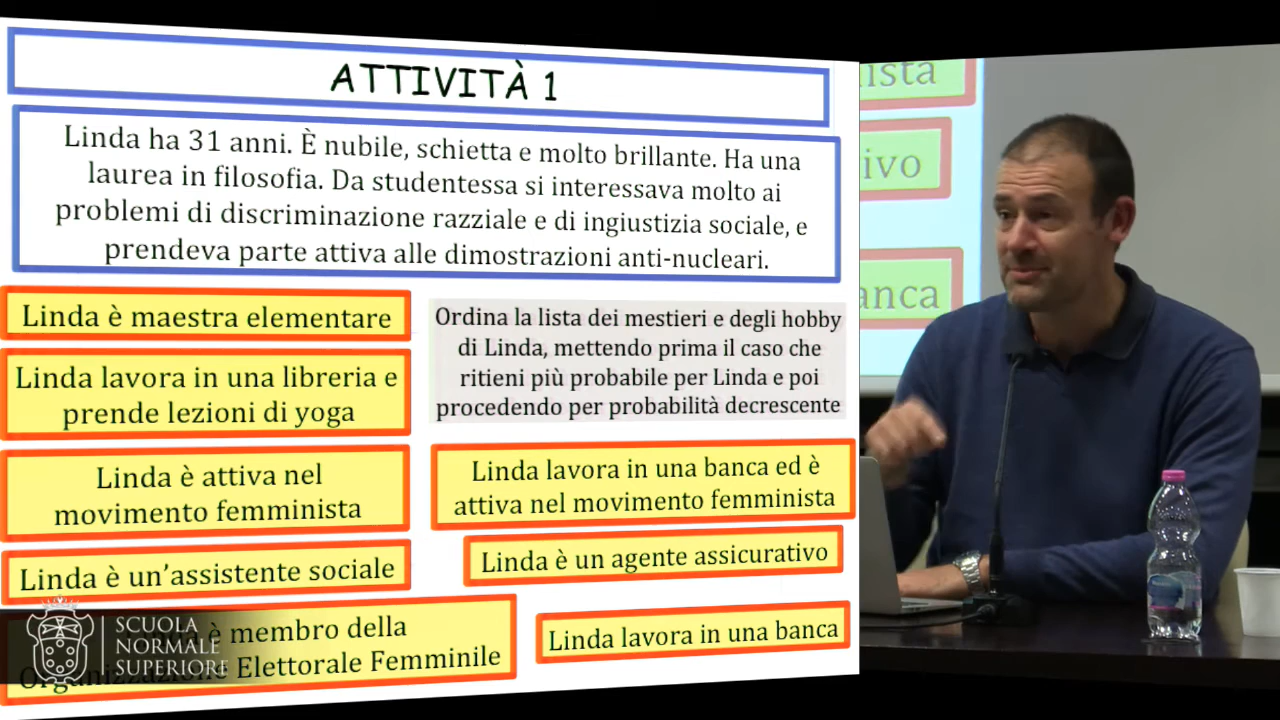 ATTIVITÀ 1
Linda ha 31 anni. È nubile, schietta e molto brillante. Ha una
laurea in filosofia. Da studentessa si interessava molto ai
problemi di discriminazione razziale e di ingiustizia sociale, e
prendeva parte attiva alle dimostrazioni anti-nucleari.
Linda è maestra elementare
Linda lavora in una libreria e
prende lezioni di yoga
Linda è attiva nel
movimento femminista
Linda è un'assistente sociale
è membro della
Organizzazione Elettorale Femminile
Ordina la lista dei mestieri e degli hobby
di Linda, mettendo prima il caso che
ritieni più probabile per Linda e poi
procedendo per probabilità decrescente
Linda lavora in una banca ed è
attiva nel movimento femminista
Linda è un agente assicurativo
Linda lavora in una banca
SCUOLA
NORMALE
SUPERIORE
ista
ivo
anca